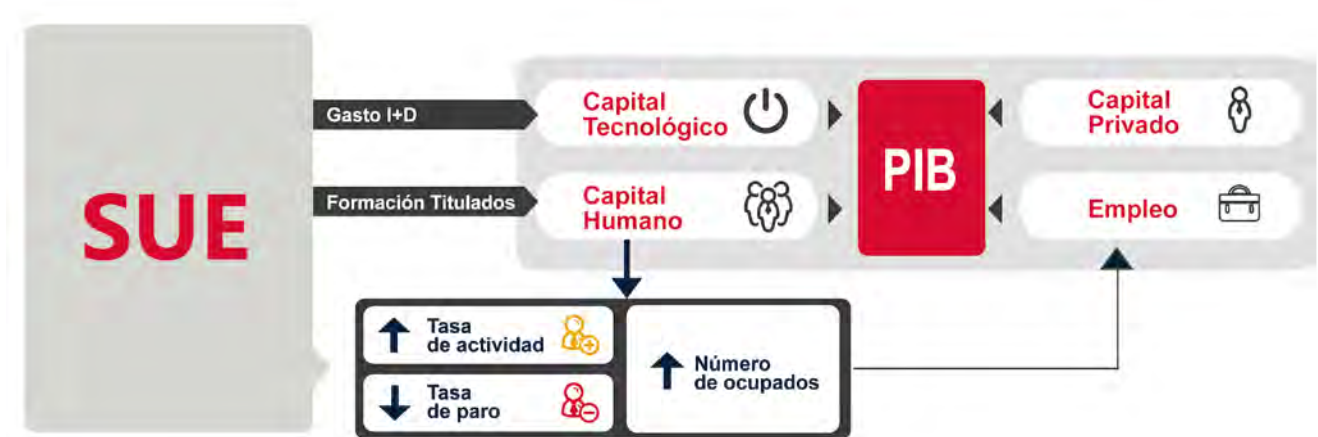 SUE
Gasto I+D
Formación Titulados
Capital
Tecnológico
Capital
Humano
PIB
Capital
Privado
Empleo
Tasa
de actividad
Tasa
de paro
Número
de ocupados